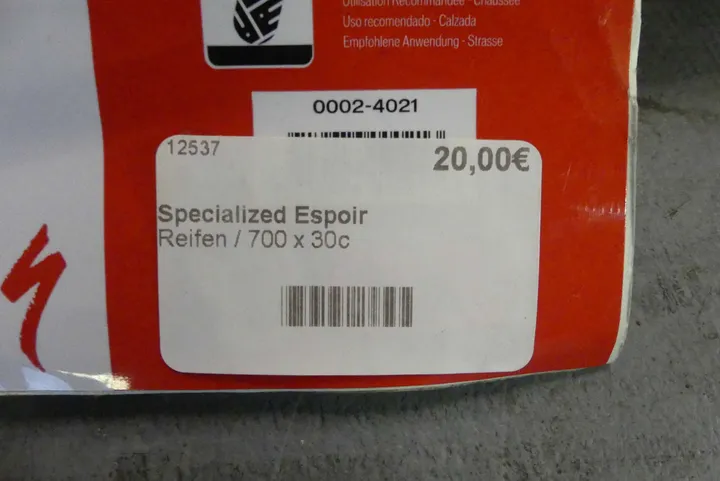 Utilisation Recommandée - Chaussée
Uso recomendado - Calzada
Empfohlene Anwendung - Strasse
0002-4021
12537
20,00€
Specialized Espoir
Reifen / 700 x 30c